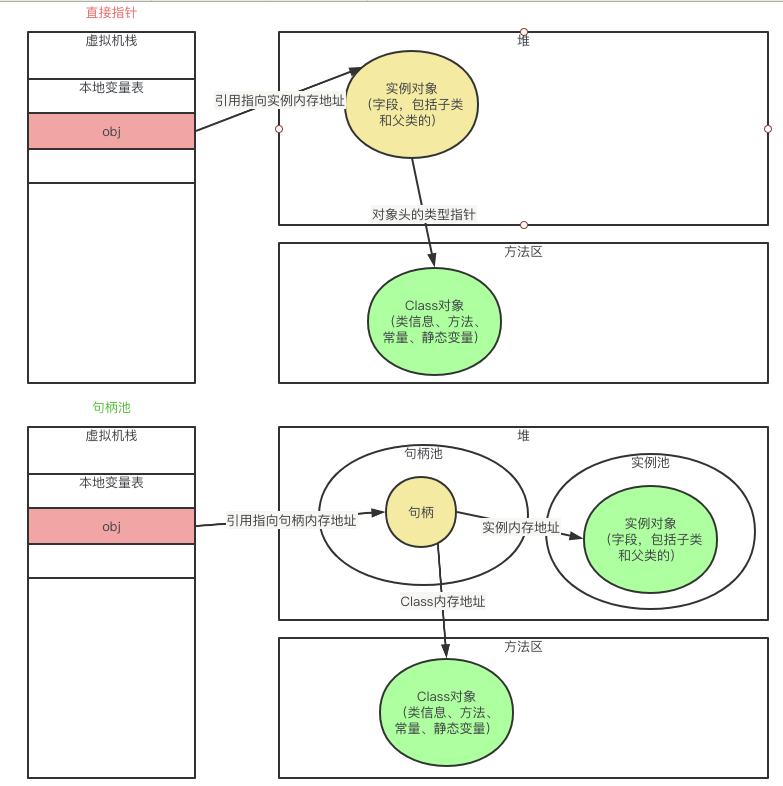 直接指针
虚拟机栈
堆
本地变量表
obj
引用指向实例内存地址
实例对象
（字段，包括子类
和父类的）
对象头的类型指针
方法区
Class对象
（类信息、方法、
常量、静态变量）
句柄池
虚拟机栈
堆
本地变量表
obj
引用指向句柄内存地址
句柄池
句柄
实例内存地址
实例池
实例对象
（字段，包括子类
和父类的）
Class内存地址
方法区
Class对象
（类信息、方法、
常量、静态变量）